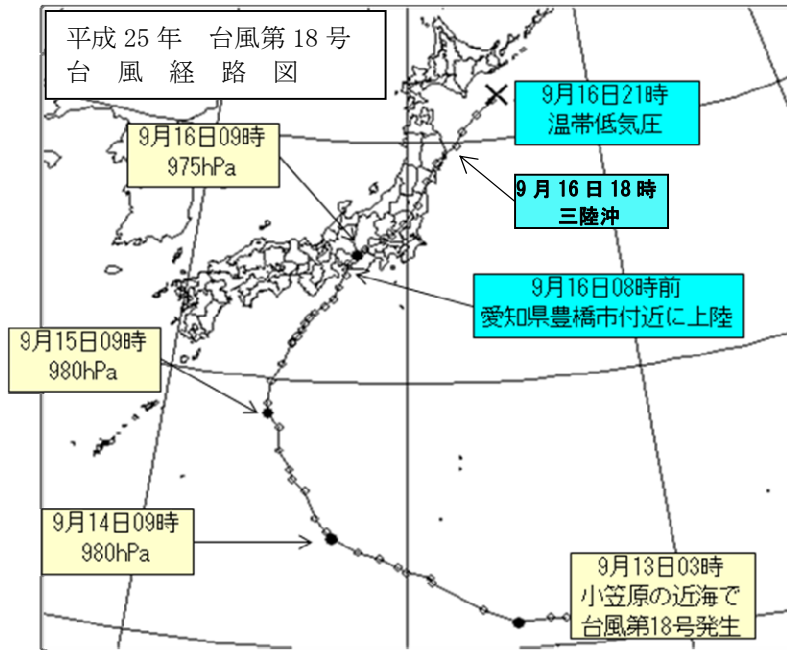 平成 25 年　台風第 18 号
台　風　経　路　図
9月16日21時
温帯低気圧
9月16日09時
975hPa
9 月 16 日 18 時
三陸沖
9月16日08時前
愛知県豊橋市付近に上陸
9月15日09時
980hPa
9月14日09時
980hPa
9月13日03時
小笠原の近海で
台風第18号発生